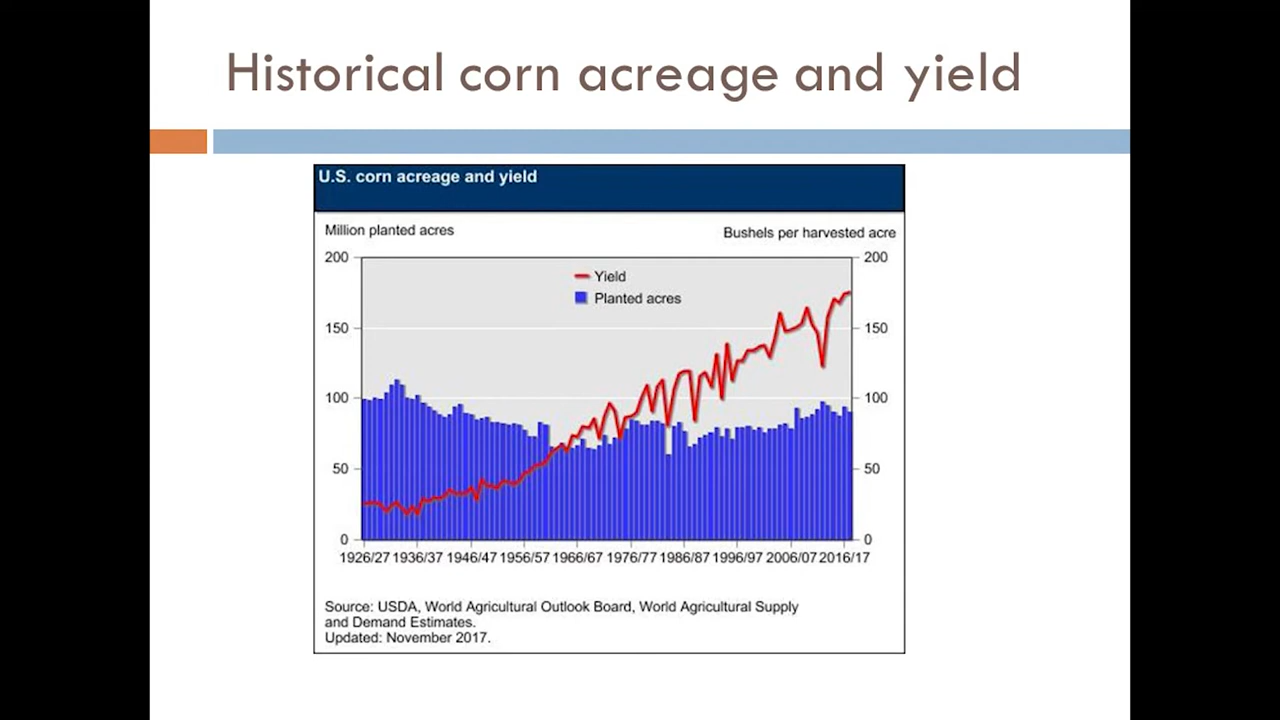 Historical corn acreage and yield
U.S. corn acreage and yield
Million planted acres
Bushels per harvested acre
200
200
Yield
Planted acres
150
150
100
100
50
50
0
0
1926/27 1936/37 1946/47 1956/57 1966/67 1976/77 1986/87 1996/97 2006/07 2016/17
Source: USDA, World Agricultural Outlook Board, World Agricultural Supply
and Demand Estimates.
Updated: November 2017.